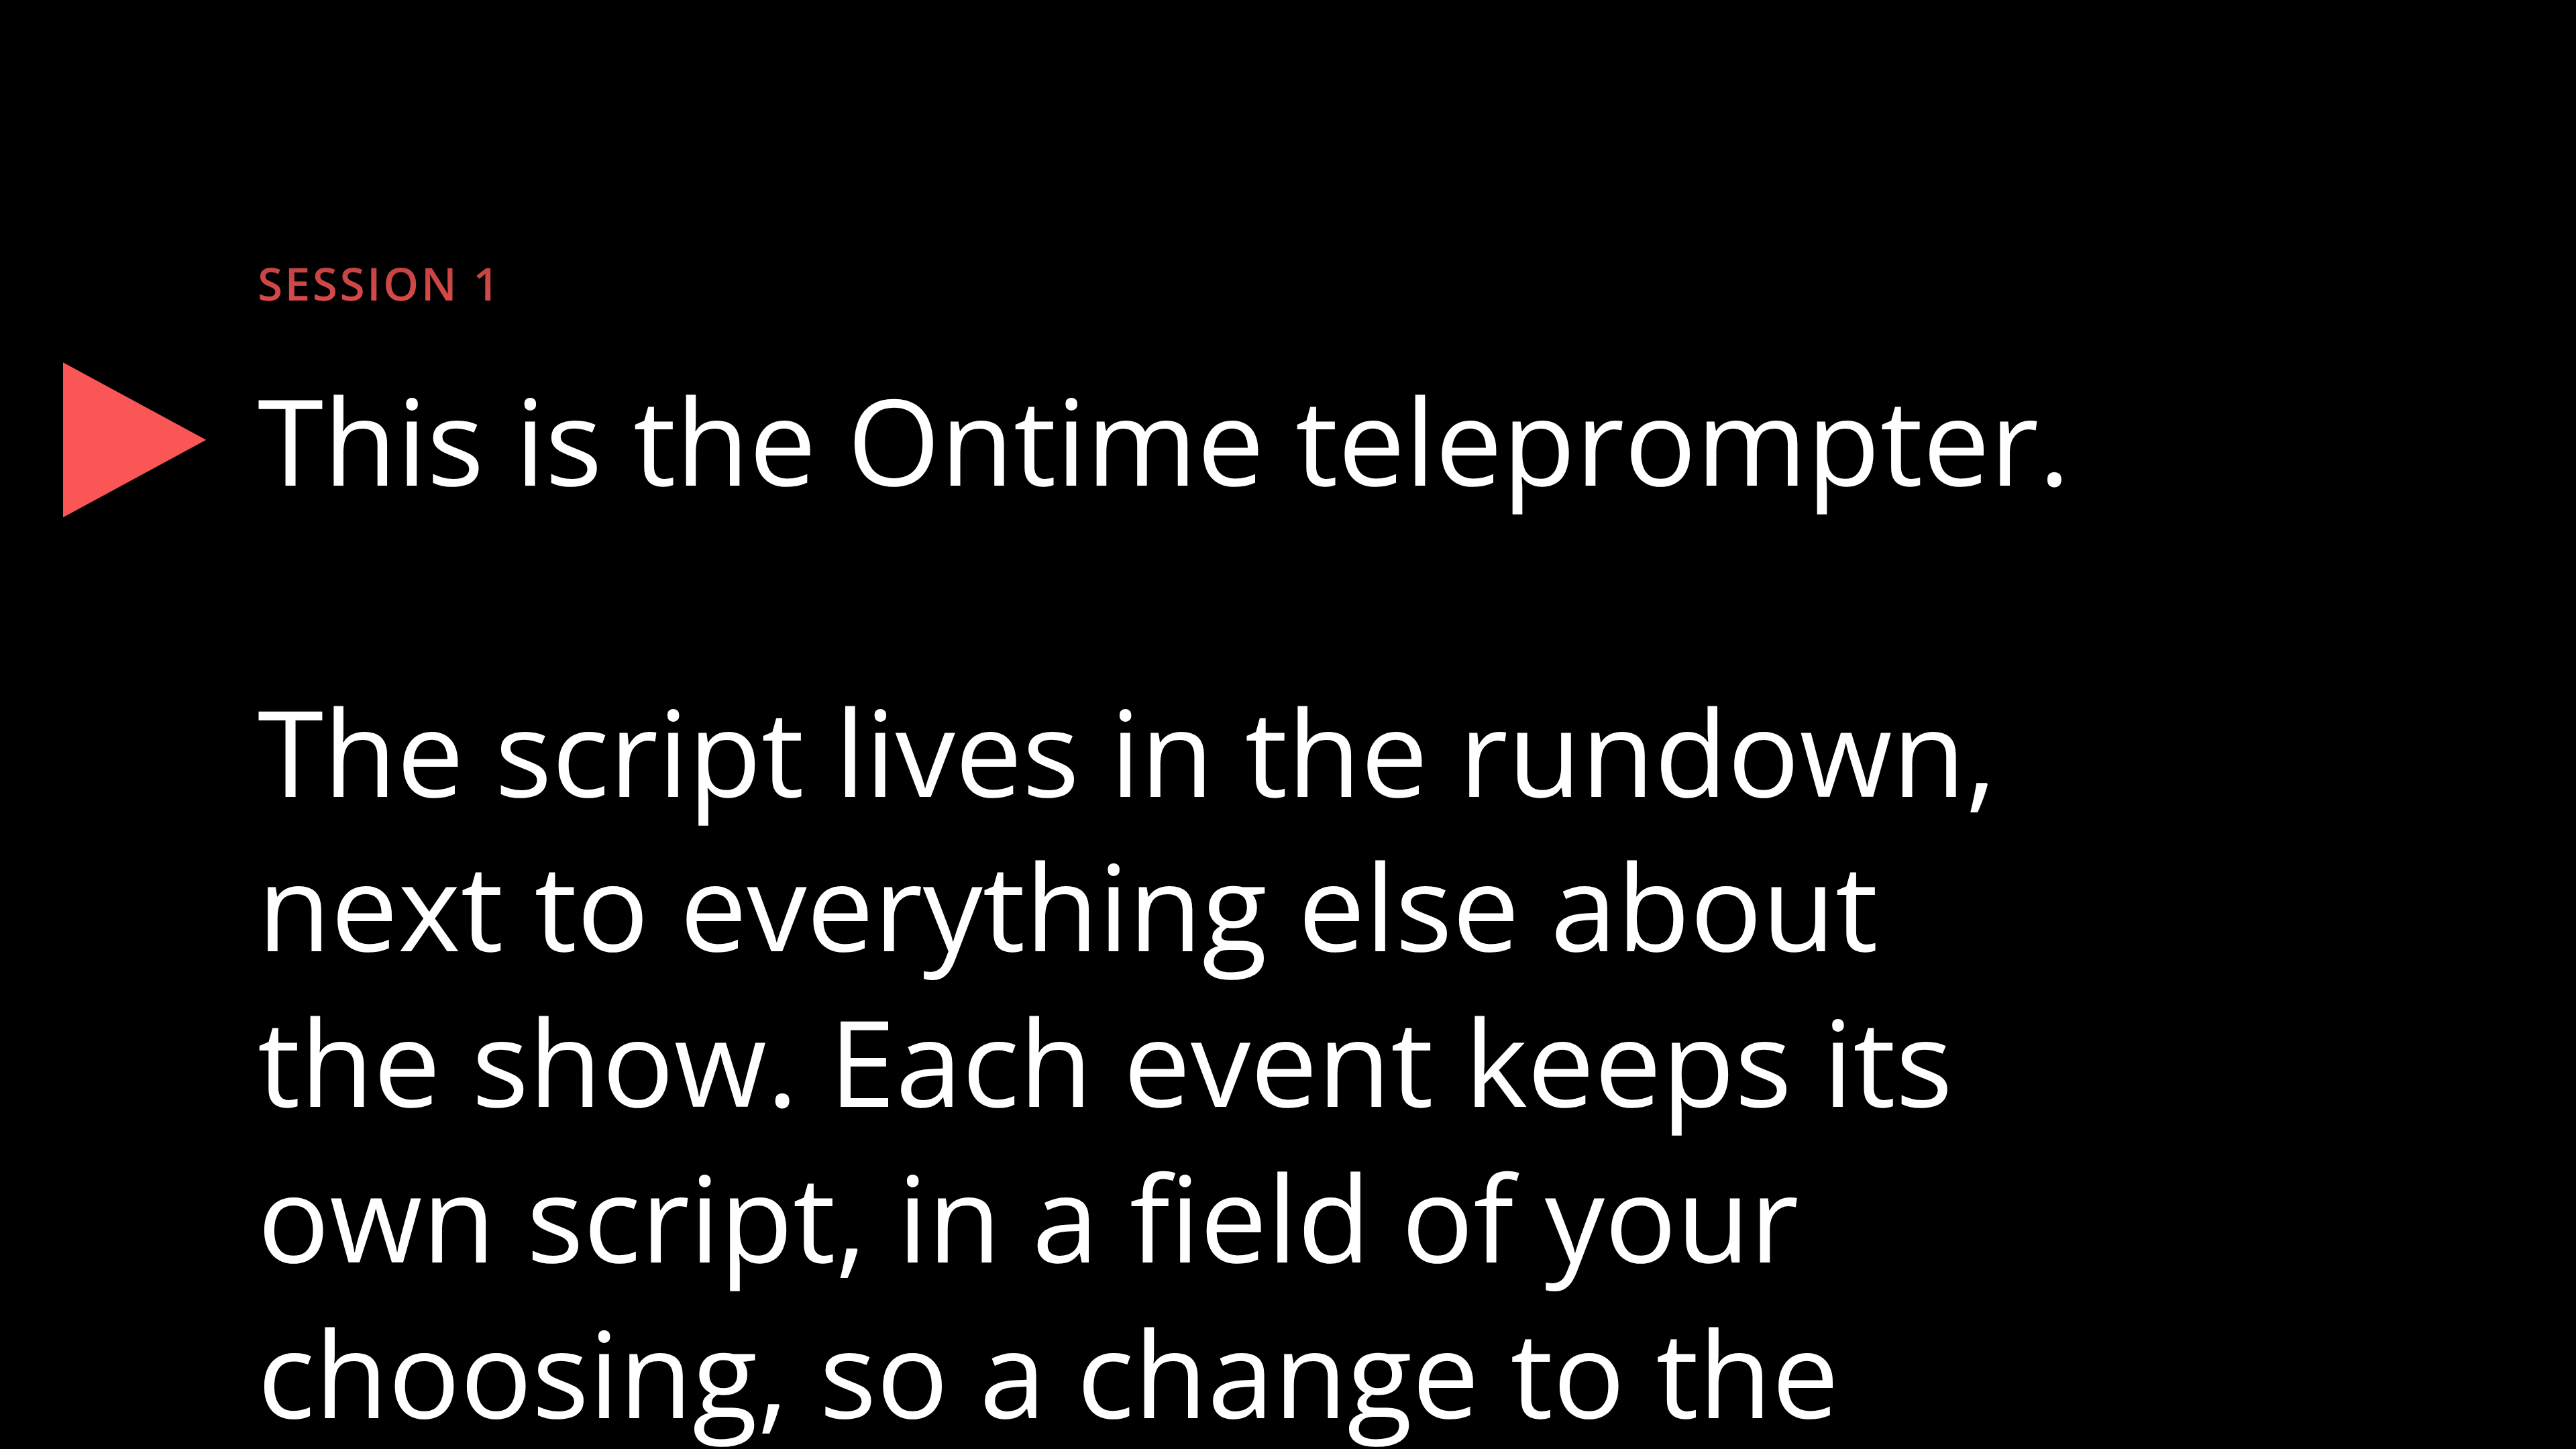 SESSION 1
This is the Ontime teleprompter.
The script lives in the rundown,
next to everything else about
the show. Each event keeps its
own script, in a field of your
choosing, so a change to the